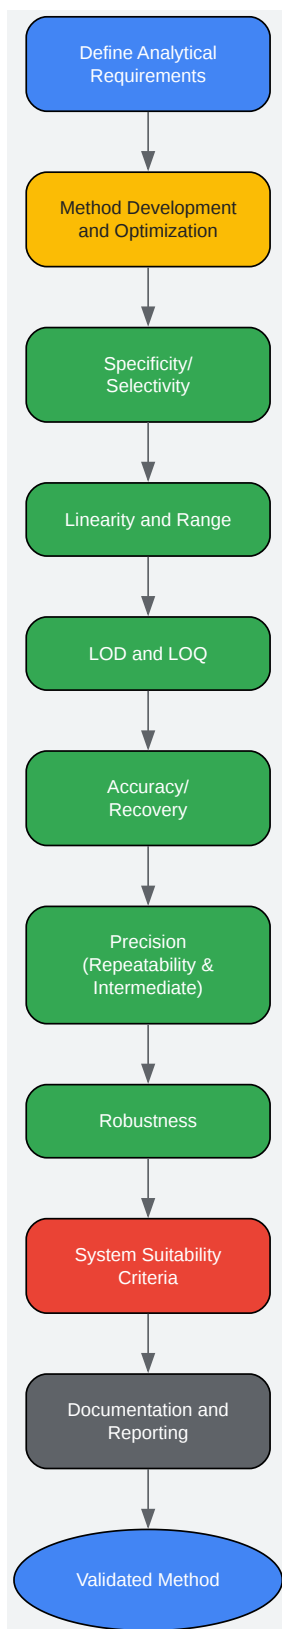 Define Analytical
Requirements
Method Development
and Optimization
Specificity/
Selectivity
Linearity and Range
LOD and LOQ
Accuracy/
Recovery
Precision
(Repeatability &
Intermediate)
Robustness
System Suitability
Criteria
Documentation and
Reporting
Validated Method